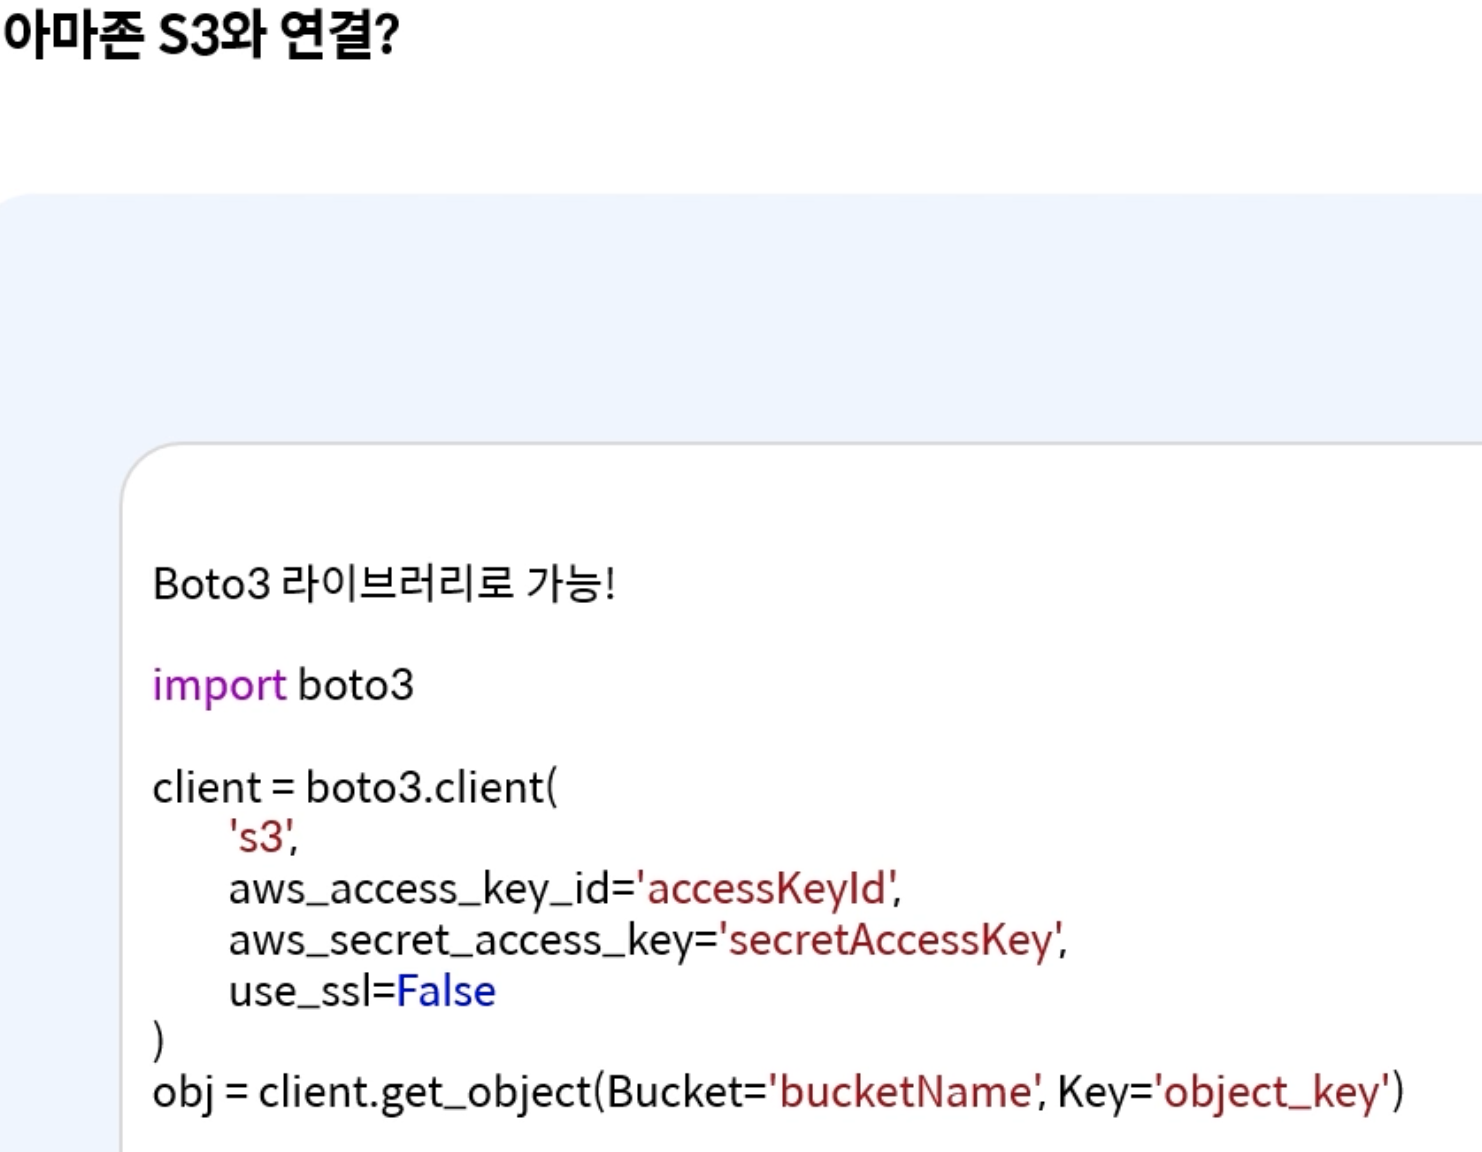 아마존 S3와 연결?
Boto3 라이브러리로 가능!
import boto3
client = boto3.client(
's3',
aws_access_key_id='accessKeyId',
aws_secret_access_key='secretAccessKey',
use_ssl=False
)
obj = client.get_object(Bucket='bucketName', Key='object_key')